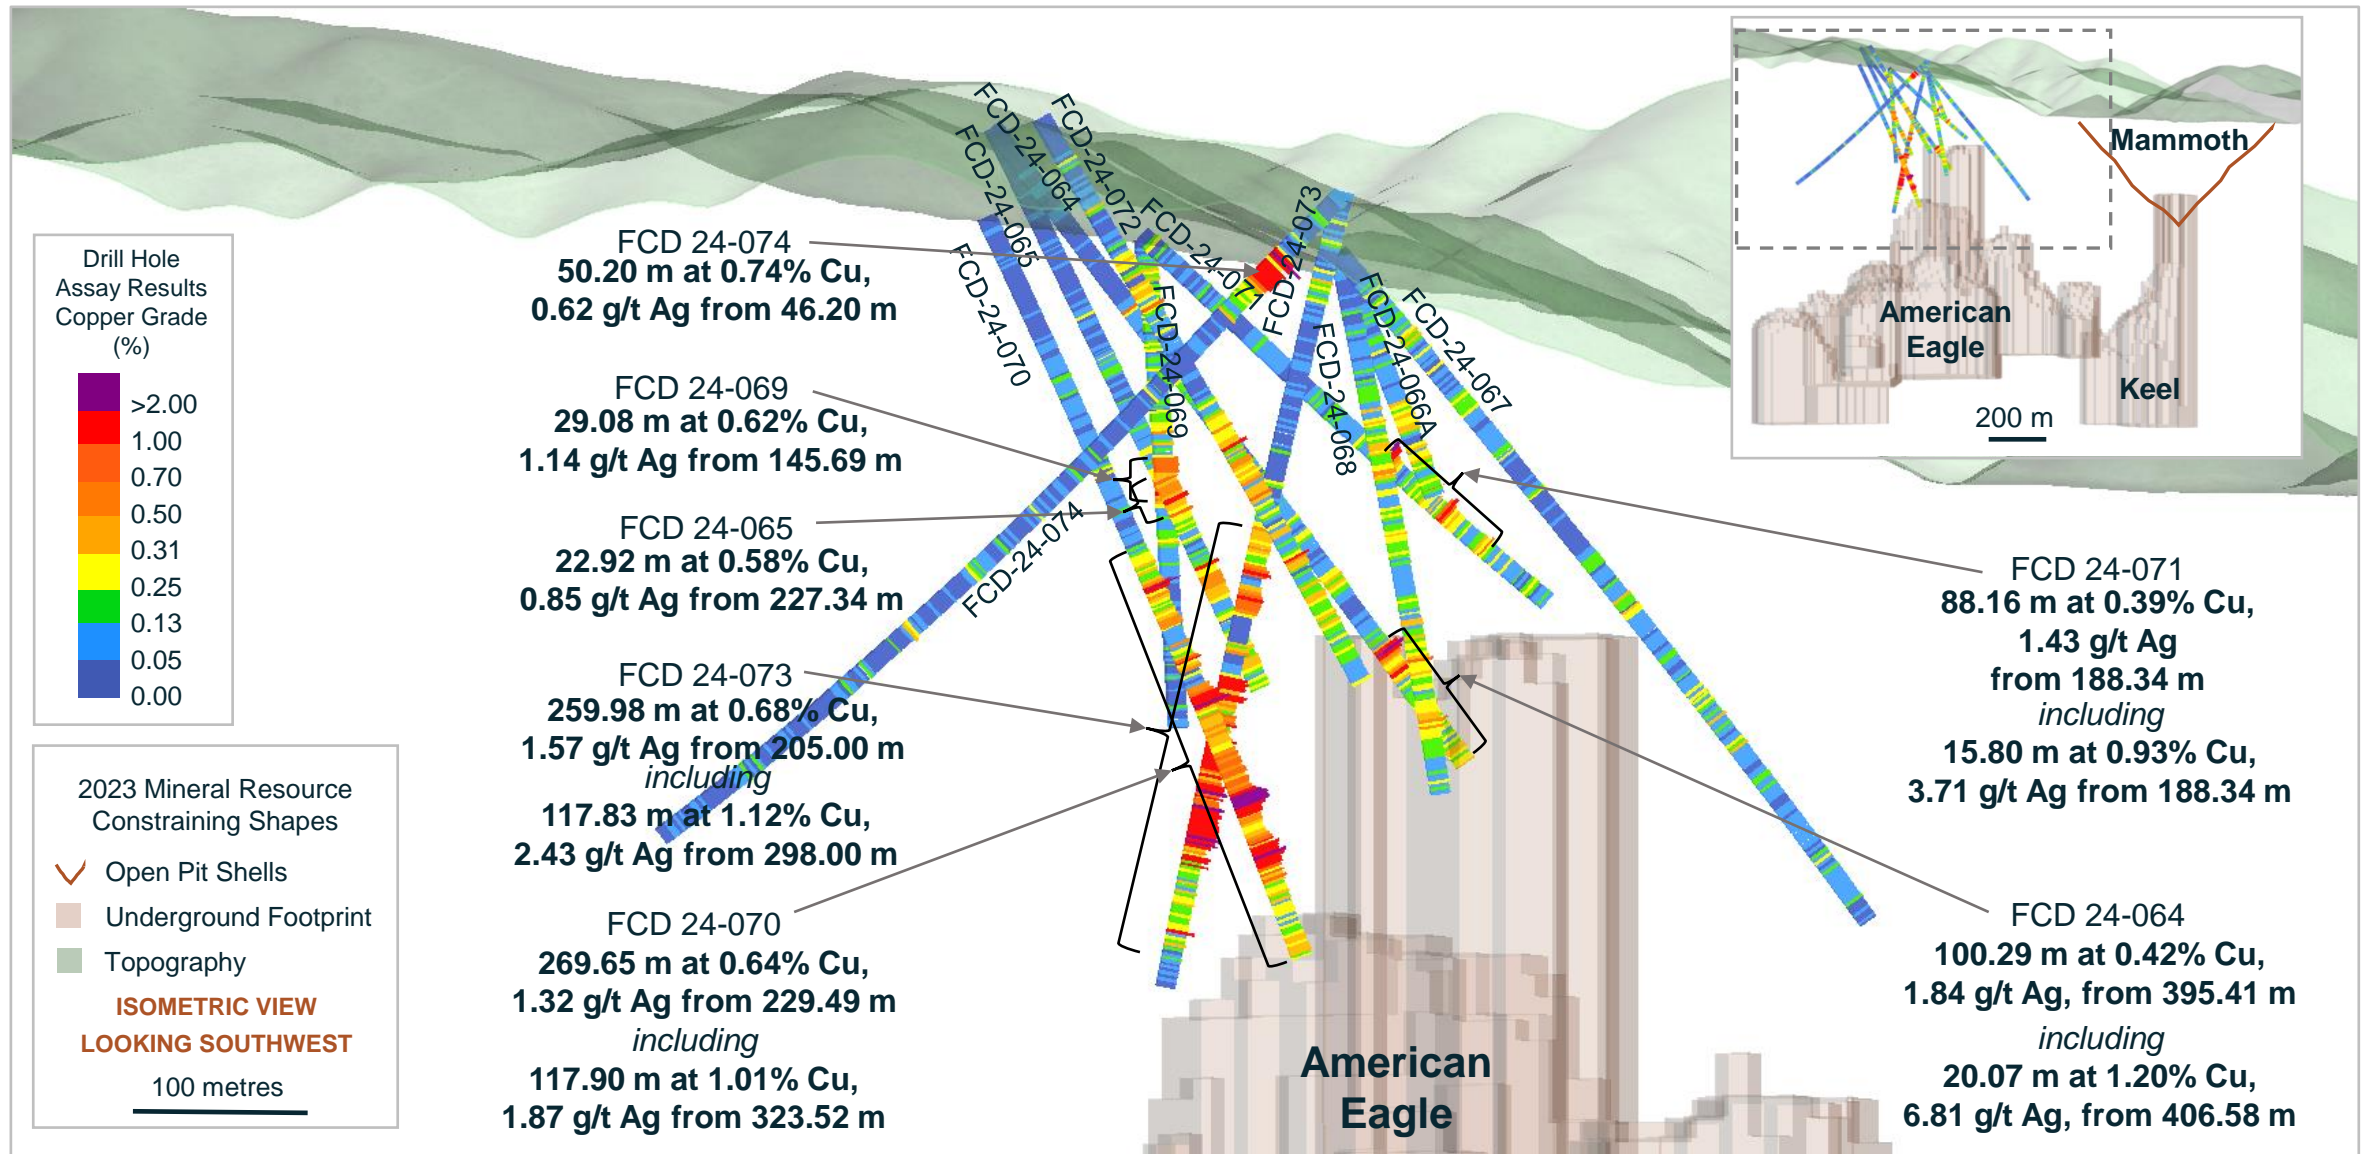 FCD-24-064
FCD-24-072
FCD-24-065
FCD-24-071
FCD-24-073
FCD-24-070
FCD-24-069
FCD-24-068
FCD-24-066A
FCD-24-067
FCD-24-074
Drill Hole
Assay Results
Copper Grade
(%)
>2.00
1.00
0.70
0.50
0.31
0.25
0.13
0.05
0.00
2023 Mineral Resource
Constraining Shapes
Open Pit Shells
Underground Footprint
Topography
ISOMETRIC VIEW
LOOKING SOUTHWEST
100 metres
FCD 24-074
50.20 m at 0.74% Cu,
0.62 g/t Ag from 46.20 m
FCD 24-069
29.08 m at 0.62% Cu,
1.14 g/t Ag from 145.69 m
FCD 24-065
22.92 m at 0.58% Cu,
0.85 g/t Ag from 227.34 m
FCD 24-073
259.98 m at 0.68% Cu,
1.57 g/t Ag from 205.00 m
including
117.83 m at 1.12% Cu,
2.43 g/t Ag from 298.00 m
FCD 24-070
269.65 m at 0.64% Cu,
1.32 g/t Ag from 229.49 m
including
117.90 m at 1.01% Cu,
1.87 g/t Ag from 323.52 m
American
Eagle
Mammoth
American
Eagle
Keel
200 m
FCD 24-071
88.16 m at 0.39% Cu,
1.43 g/t Ag
from 188.34 m
including
15.80 m at 0.93% Cu,
3.71 g/t Ag from 188.34 m
FCD 24-064
100.29 m at 0.42% Cu,
1.84 g/t Ag, from 395.41 m
including
20.07 m at 1.20% Cu,
6.81 g/t Ag, from 406.58 m